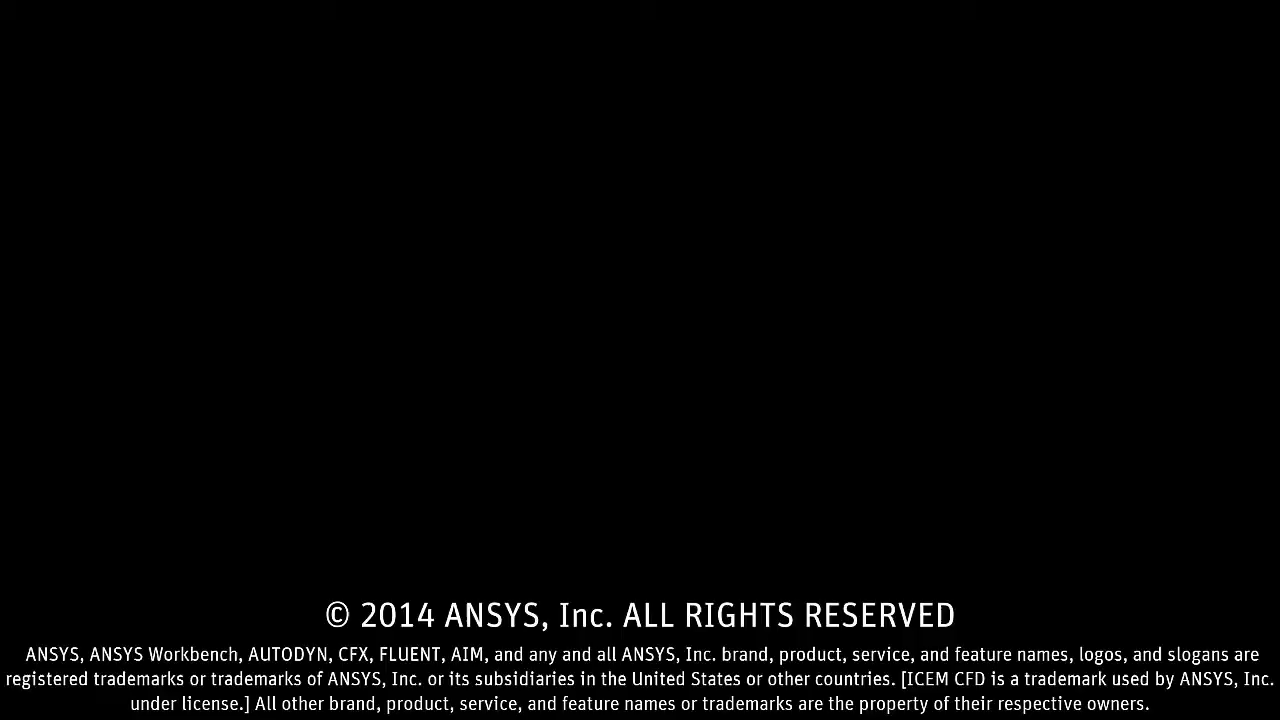 © 2014 ANSYS, Inc. ALL RIGHTS RESERVED
ANSYS, ANSYS Workbench, AUTODYN, CFX, FLUENT, AIM, and any and all ANSYS, Inc. brand, product, service, and feature names, logos, and slogans are
registered trademarks or trademarks of ANSYS, Inc. or its subsidiaries in the United States or other countries. [ICEM CFD is a trademark used by ANSYS, Inc.
under license.] All other brand, product, service, and feature names or trademarks are the property of their respective owners.